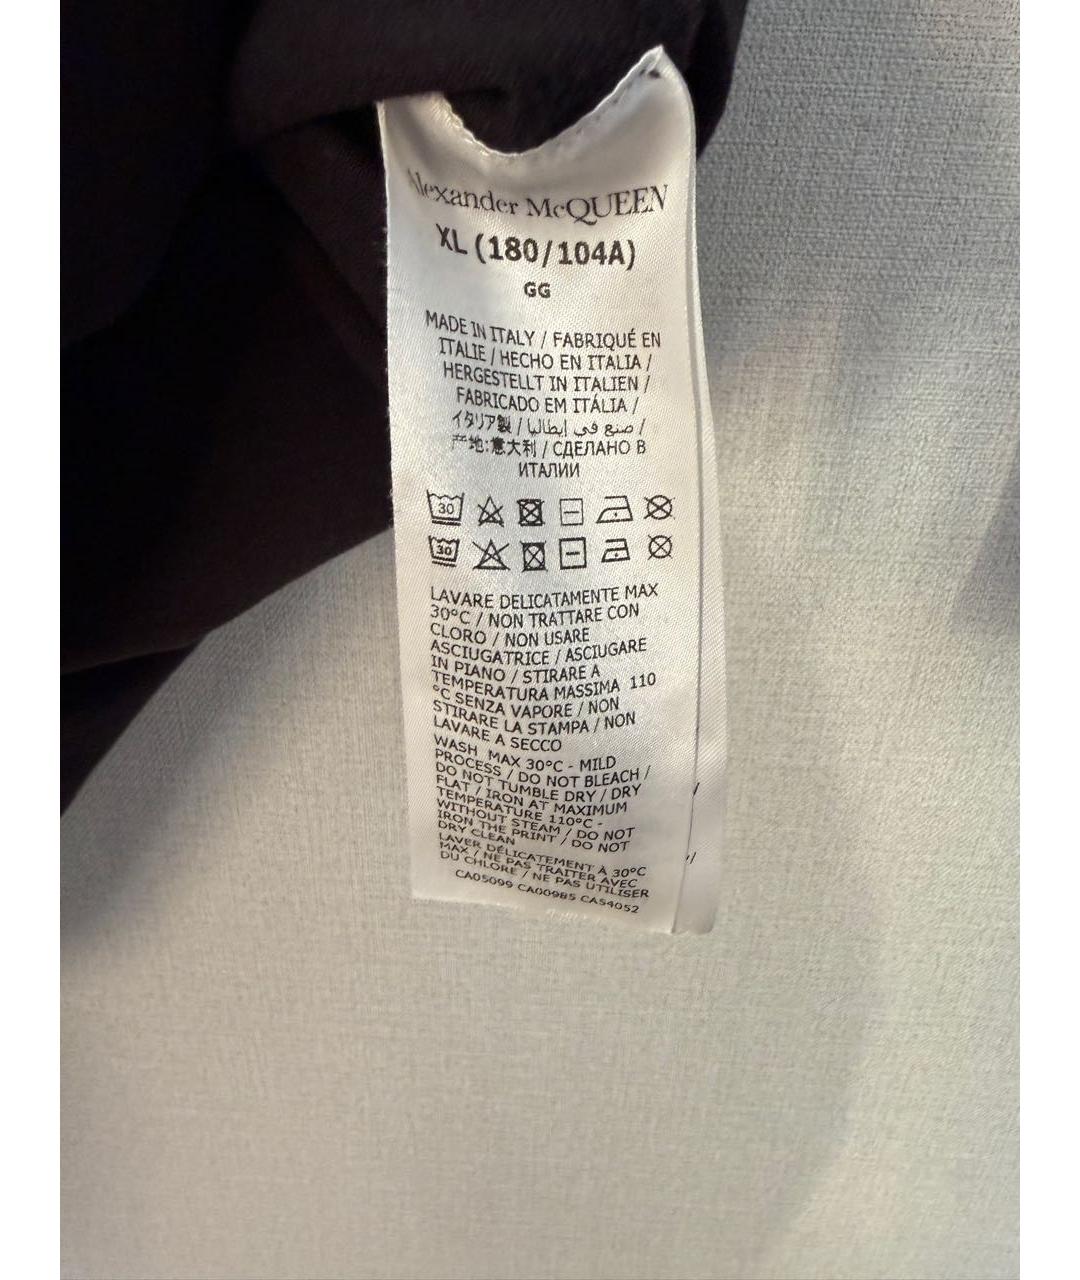 Alexander McQUEEN
XL (180/104A)
GG
MADE IN ITALY / FABRIQUÉ EN
ITALIE / HECHO EN ITALIA /
HERGESTELLT IN ITALIEN /
FABRICADO EM ITÁLIA /
イタリア製 / صنع في إيطاليا /
产地:意大利 / СДЕЛАНО В
ИТАЛИИ
30
30
LAVARE DELICATAMENTE MAX
30°C / NON TRATTARE CON
CLORO / NON USARE
ASCIUGATRICE / ASCIUGARE
IN PIANO / STIRARE A
TEMPERATURA MASSIMA 110
°C SENZA VAPORE / NON
STIRARE LA STAMPA / NON
LAVARE A SECCO
WASH MAX 30°C - MILD
PROCESS / DO NOT BLEACH /
DO NOT TUMBLE DRY / DRY
FLAT / IRON AT MAXIMUM
TEMPERATURE 110°C -
WITHOUT STEAM / DO NOT
IRON THE PRINT / DO NOT
DRY CLEAN
LAVER DÉLICATEMENT À 30°C
MAX / NE PAS TRAITER AVEC
DU CHLORE / NE PAS UTILISER
CA05099 CA00985 CA54052